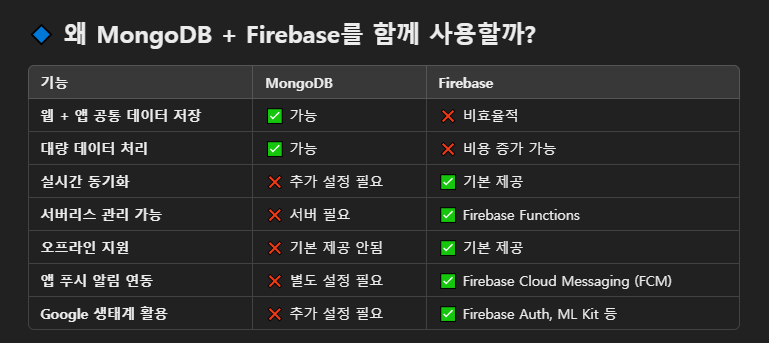 왜 MongoDB + Firebase를 함께 사용할까?
기능 MongoDB Firebase
웹 + 앱 공통 데이터 저장 ✅ 가능 ❌ 비효율적
대량 데이터 처리 ✅ 가능 ❌ 비용 증가 가능
실시간 동기화 ❌ 추가 설정 필요 ✅ 기본 제공
서버리스 관리 가능 ❌ 서버 필요 ✅ Firebase Functions
오프라인 지원 ❌ 기본 제공 안됨 ✅ 기본 제공
앱 푸시 알림 연동 ❌ 별도 설정 필요 ✅ Firebase Cloud Messaging (FCM)
Google 생태계 활용 ❌ 추가 설정 필요 ✅ Firebase Auth, ML Kit 등